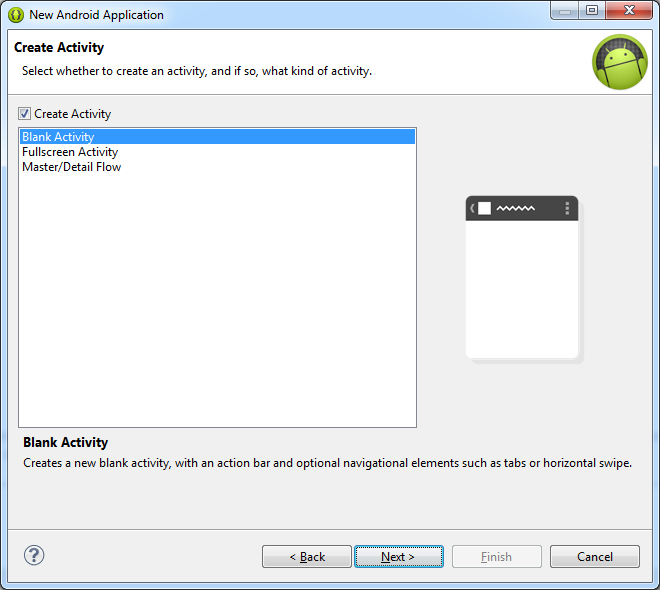 New Android Application
Create Activity
Select whether to create an activity, and if so, what kind of activity.
Create Activity
Blank Activity
Fullscreen Activity
Master/Detail Flow
Blank Activity
Creates a new blank activity, with an action bar and optional navigational elements such as tabs or horizontal swipe.
?
< Back
Next >
Finish
Cancel